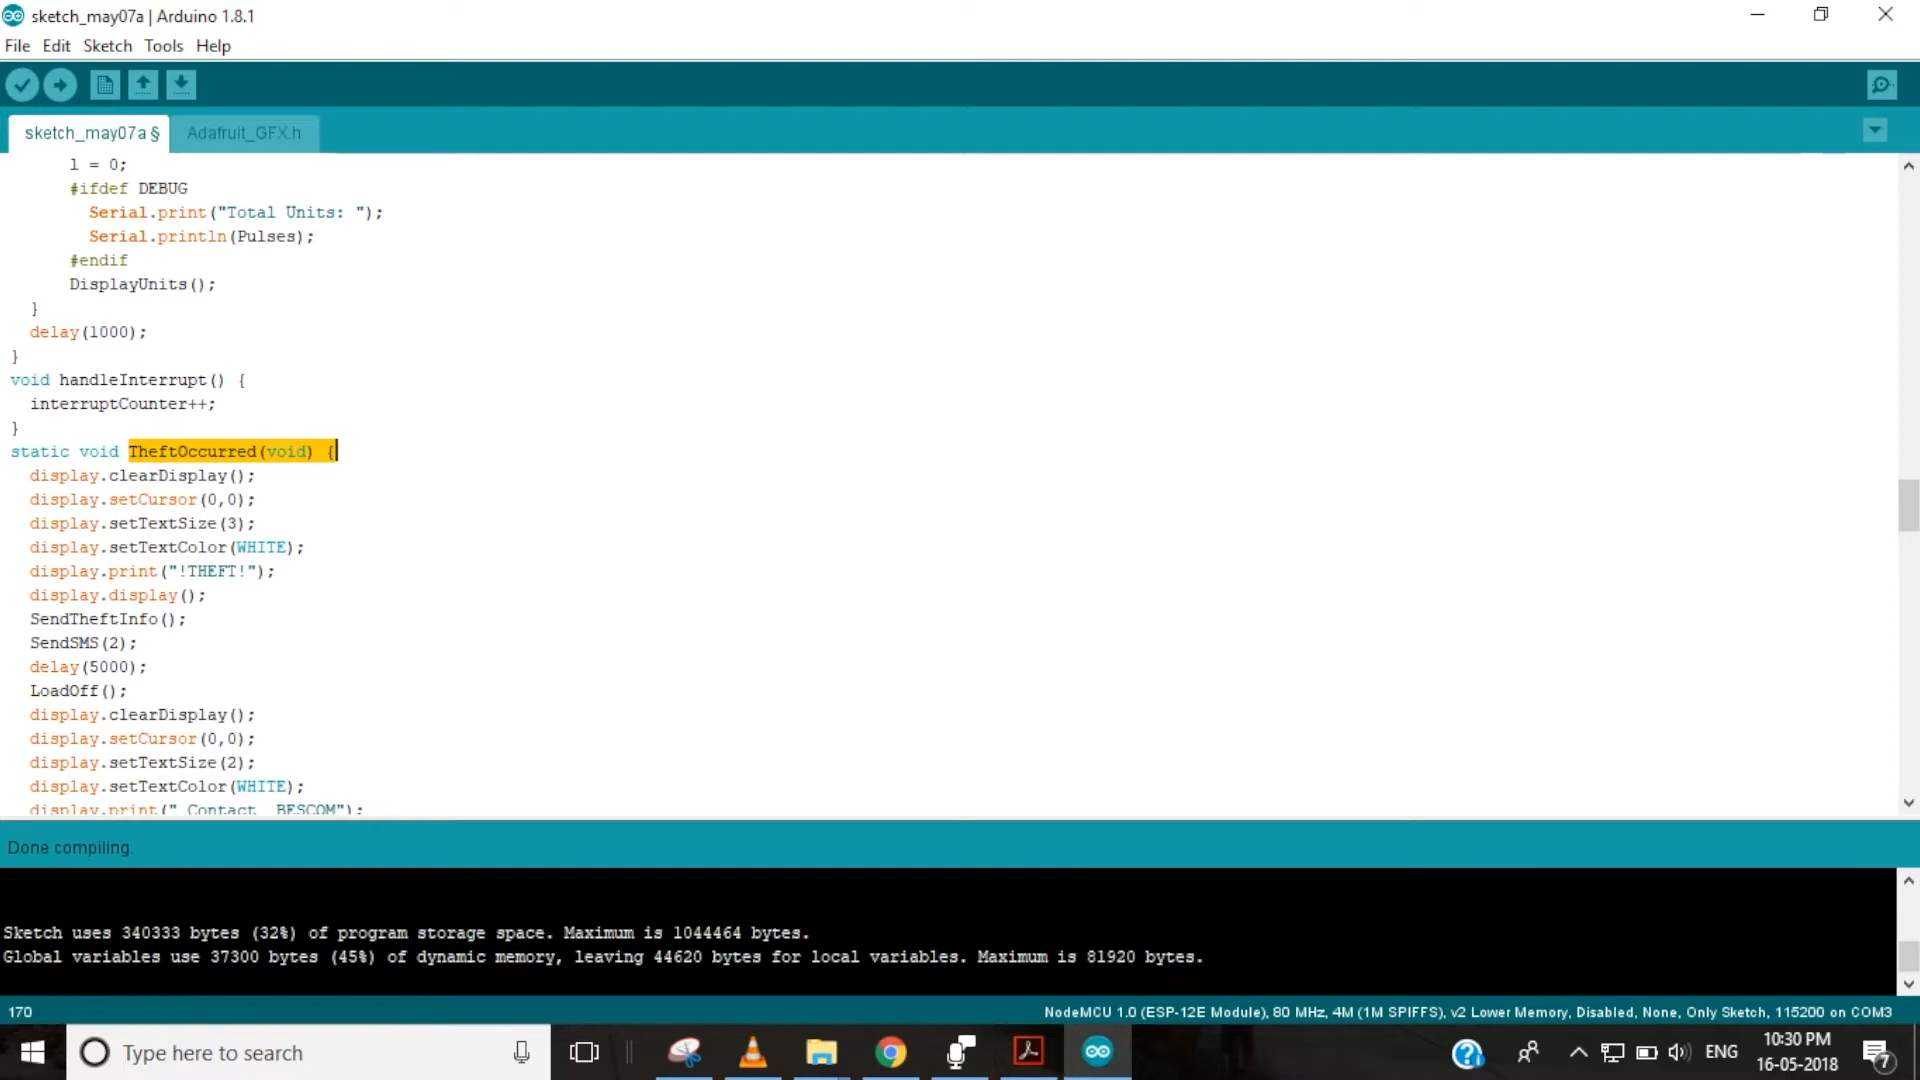 sketch_may07a | Arduino 1.8.1
File Edit Sketch Tools Help
sketch_may07a § Adafruit_GFX.h
l = 0;
#ifdef DEBUG
Serial.print("Total Units: ");
Serial.println(Pulses);
#endif
DisplayUnits();
}
delay(1000);
}
void handleInterrupt() {
interruptCounter++;
}
static void TheftOccurred(void) {
display.clearDisplay();
display.setCursor(0,0);
display.setTextSize(3);
display.setTextColor(WHITE);
display.print("!THEFT!");
display.display();
SendTheftInfo();
SendSMS(2);
delay(5000);
LoadOff();
display.clearDisplay();
display.setCursor(0,0);
display.setTextSize(2);
display.setTextColor(WHITE);
display.print(" Contact  BESCOM");
Done compiling.
Sketch uses 340333 bytes (32%) of program storage space. Maximum is 1044464 bytes.
Global variables use 37300 bytes (45%) of dynamic memory, leaving 44620 bytes for local variables. Maximum is 81920 bytes.
170 NodeMCU 1.0 (ESP-12E Module), 80 MHz, 4M (1M SPIFFS), v2 Lower Memory, Disabled, None, Only Sketch, 115200 on COM3
Type here to search ENG 10:30 PM
16-05-2018 7